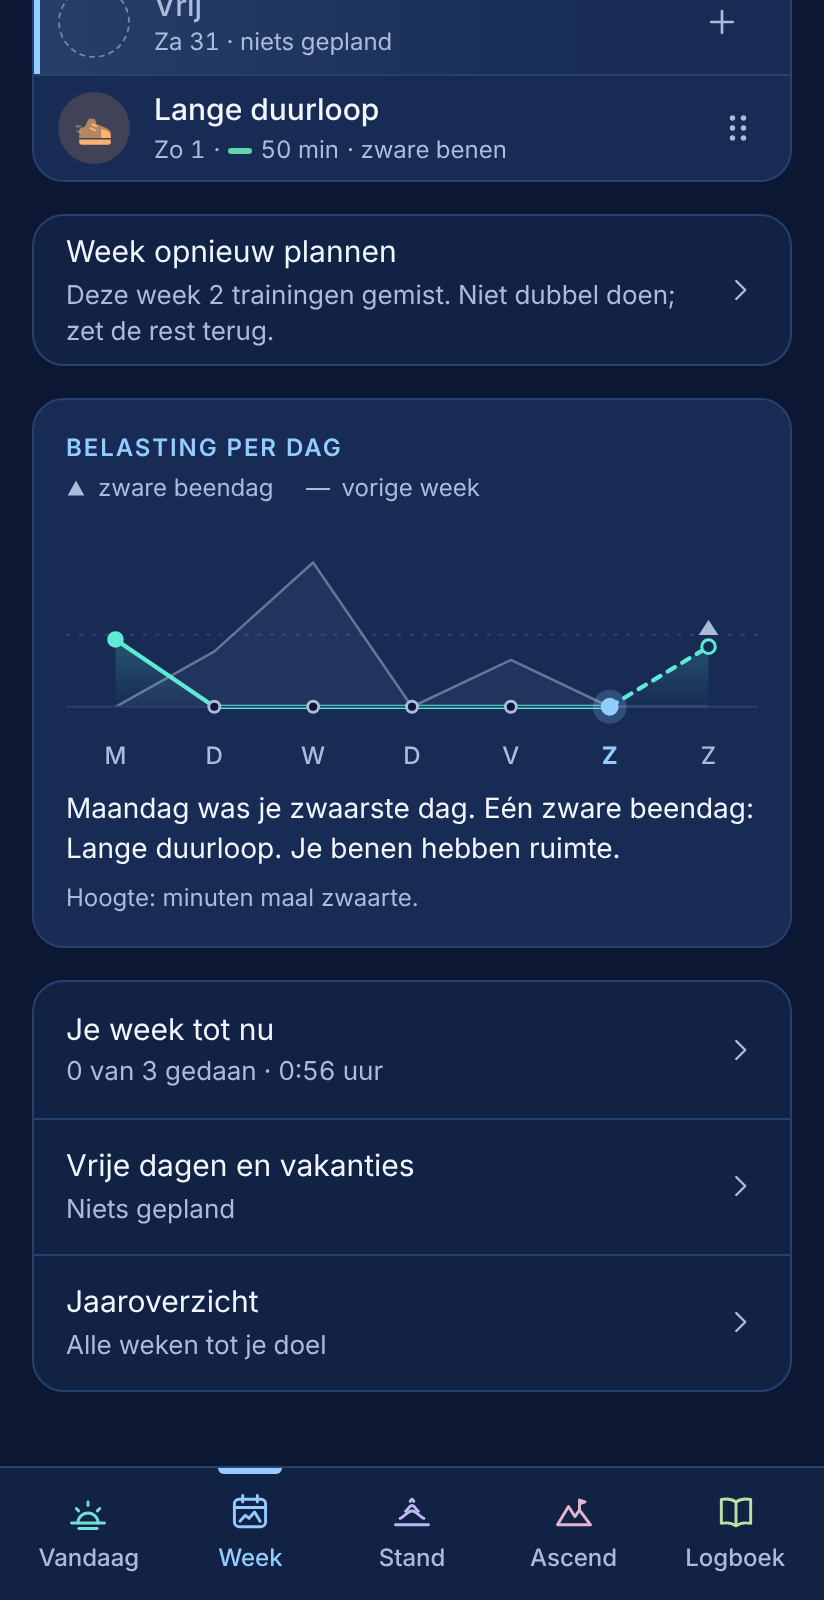 Vrij
Za 31 · niets gepland
Lange duurloop
Zo 1 · 50 min · zware benen
Week opnieuw plannen
Deze week 2 trainingen gemist. Niet dubbel doen;
zet de rest terug.
BELASTING PER DAG
▲ zware beendag — vorige week
M D W D V Z Z
Maandag was je zwaarste dag. Eén zware beendag:
Lange duurloop. Je benen hebben ruimte.
Hoogte: minuten maal zwaarte.
Je week tot nu
0 van 3 gedaan · 0:56 uur
Vrije dagen en vakanties
Niets gepland
Jaaroverzicht
Alle weken tot je doel
Vandaag Week Stand Ascend Logboek